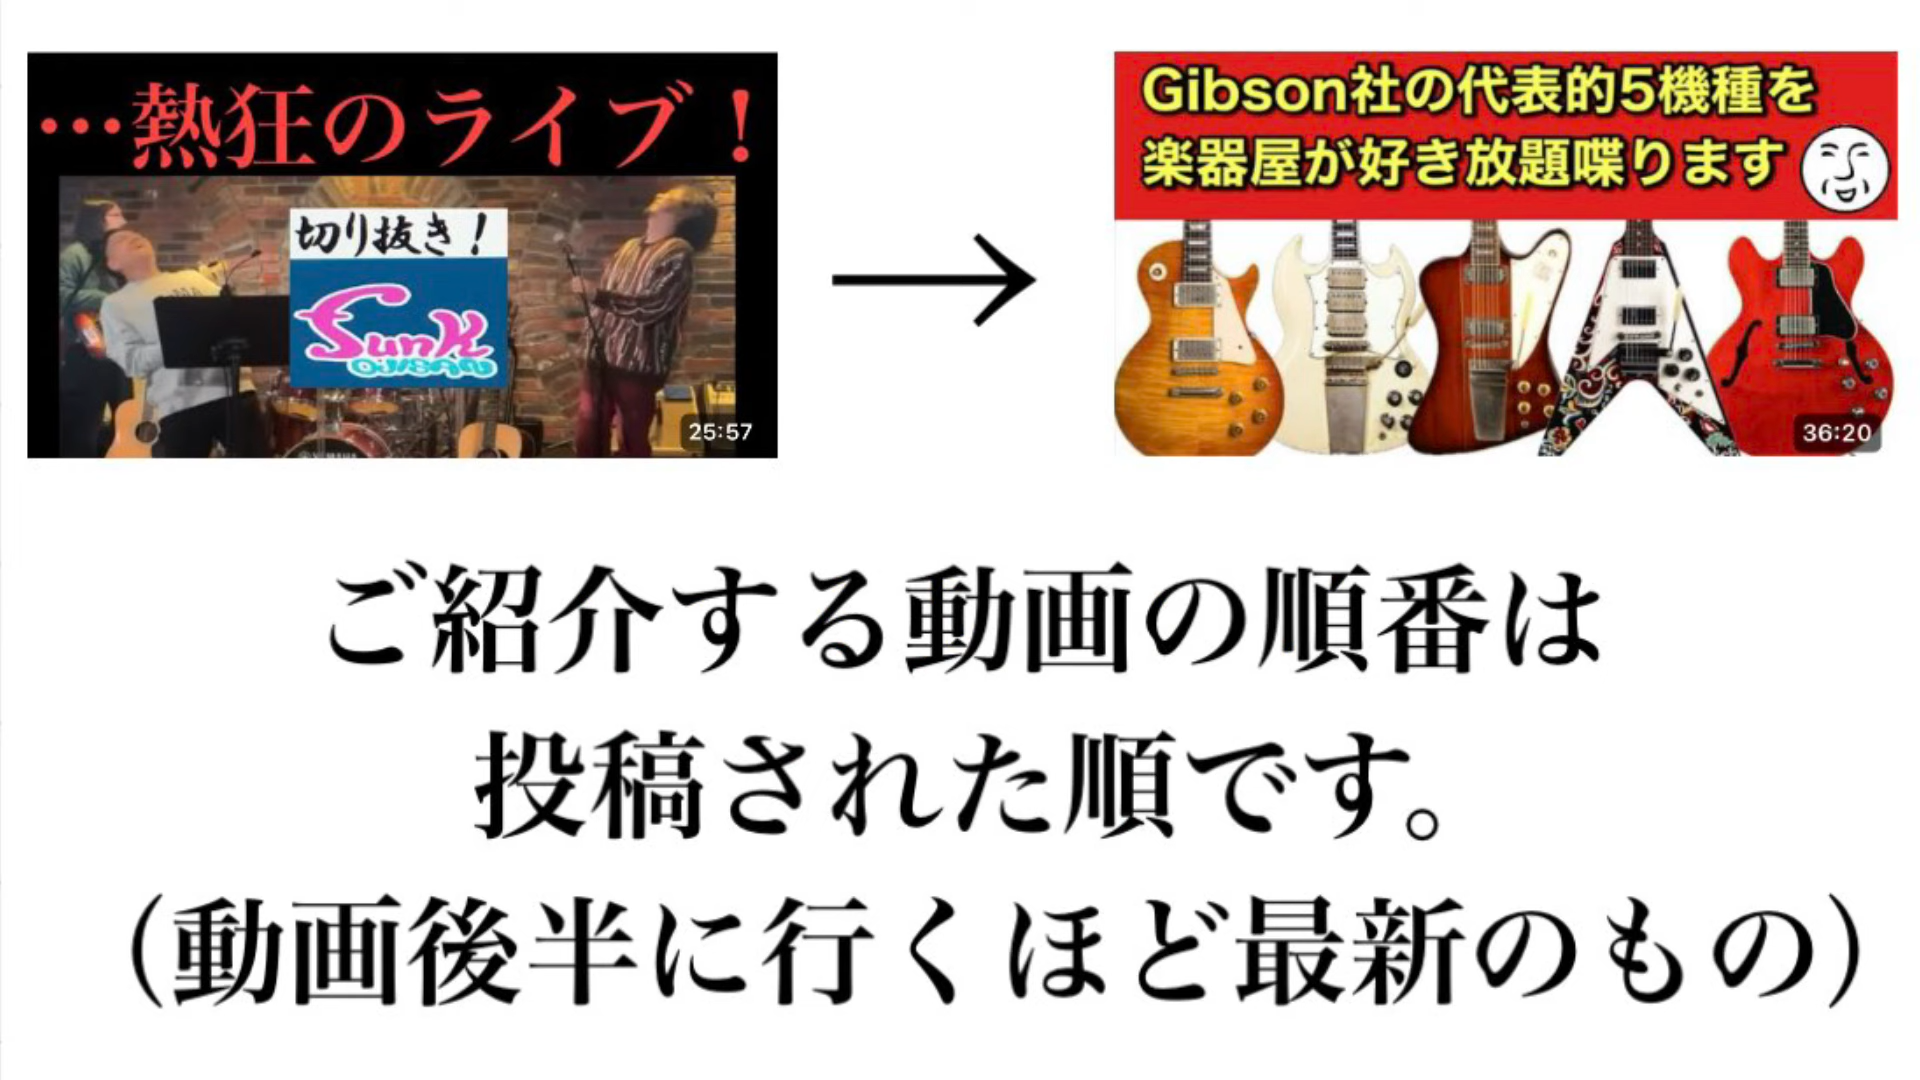 …熱狂のライブ！
切り抜き！
SunK
OJISAN
YAMAHA
25:57
Gibson社の代表的5機種を
楽器屋が好き放題喋ります
36:20
ご紹介する動画の順番は
投稿された順です。
（動画後半に行くほど最新のもの）